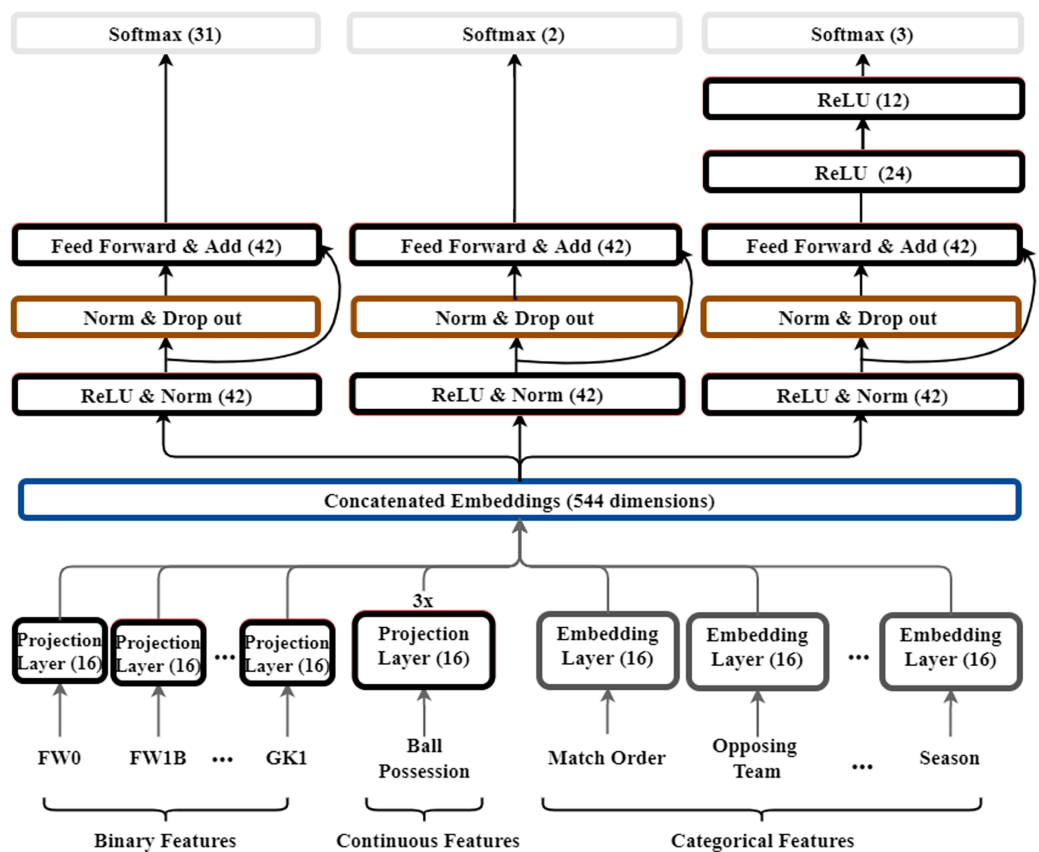 Softmax (31)
Softmax (2)
Softmax (3)
ReLU (12)
ReLU (24)
Feed Forward & Add (42)
Feed Forward & Add (42)
Feed Forward & Add (42)
Norm & Drop out
Norm & Drop out
Norm & Drop out
ReLU & Norm (42)
ReLU & Norm (42)
ReLU & Norm (42)
Concatenated Embeddings (544 dimensions)
3x
Projection
Layer (16)
Projection
Layer (16)
...
Projection
Layer (16)
Projection
Layer (16)
Embedding
Layer (16)
Embedding
Layer (16)
...
Embedding
Layer (16)
FW0
FW1B
...
GK1
Ball
Possession
Match Order
Opposing
Team
...
Season
Binary Features
Continuous Features
Categorical Features